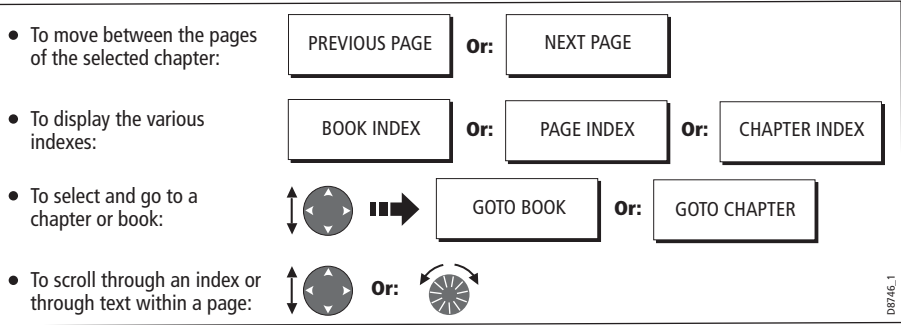 • To move between the pages
of the selected chapter:
PREVIOUS PAGE Or: NEXT PAGE
• To display the various
indexes:
BOOK INDEX Or: PAGE INDEX Or: CHAPTER INDEX
• To select and go to a
chapter or book:
GOTO BOOK Or: GOTO CHAPTER
• To scroll through an index or
through text within a page:
Or:
D8746_1